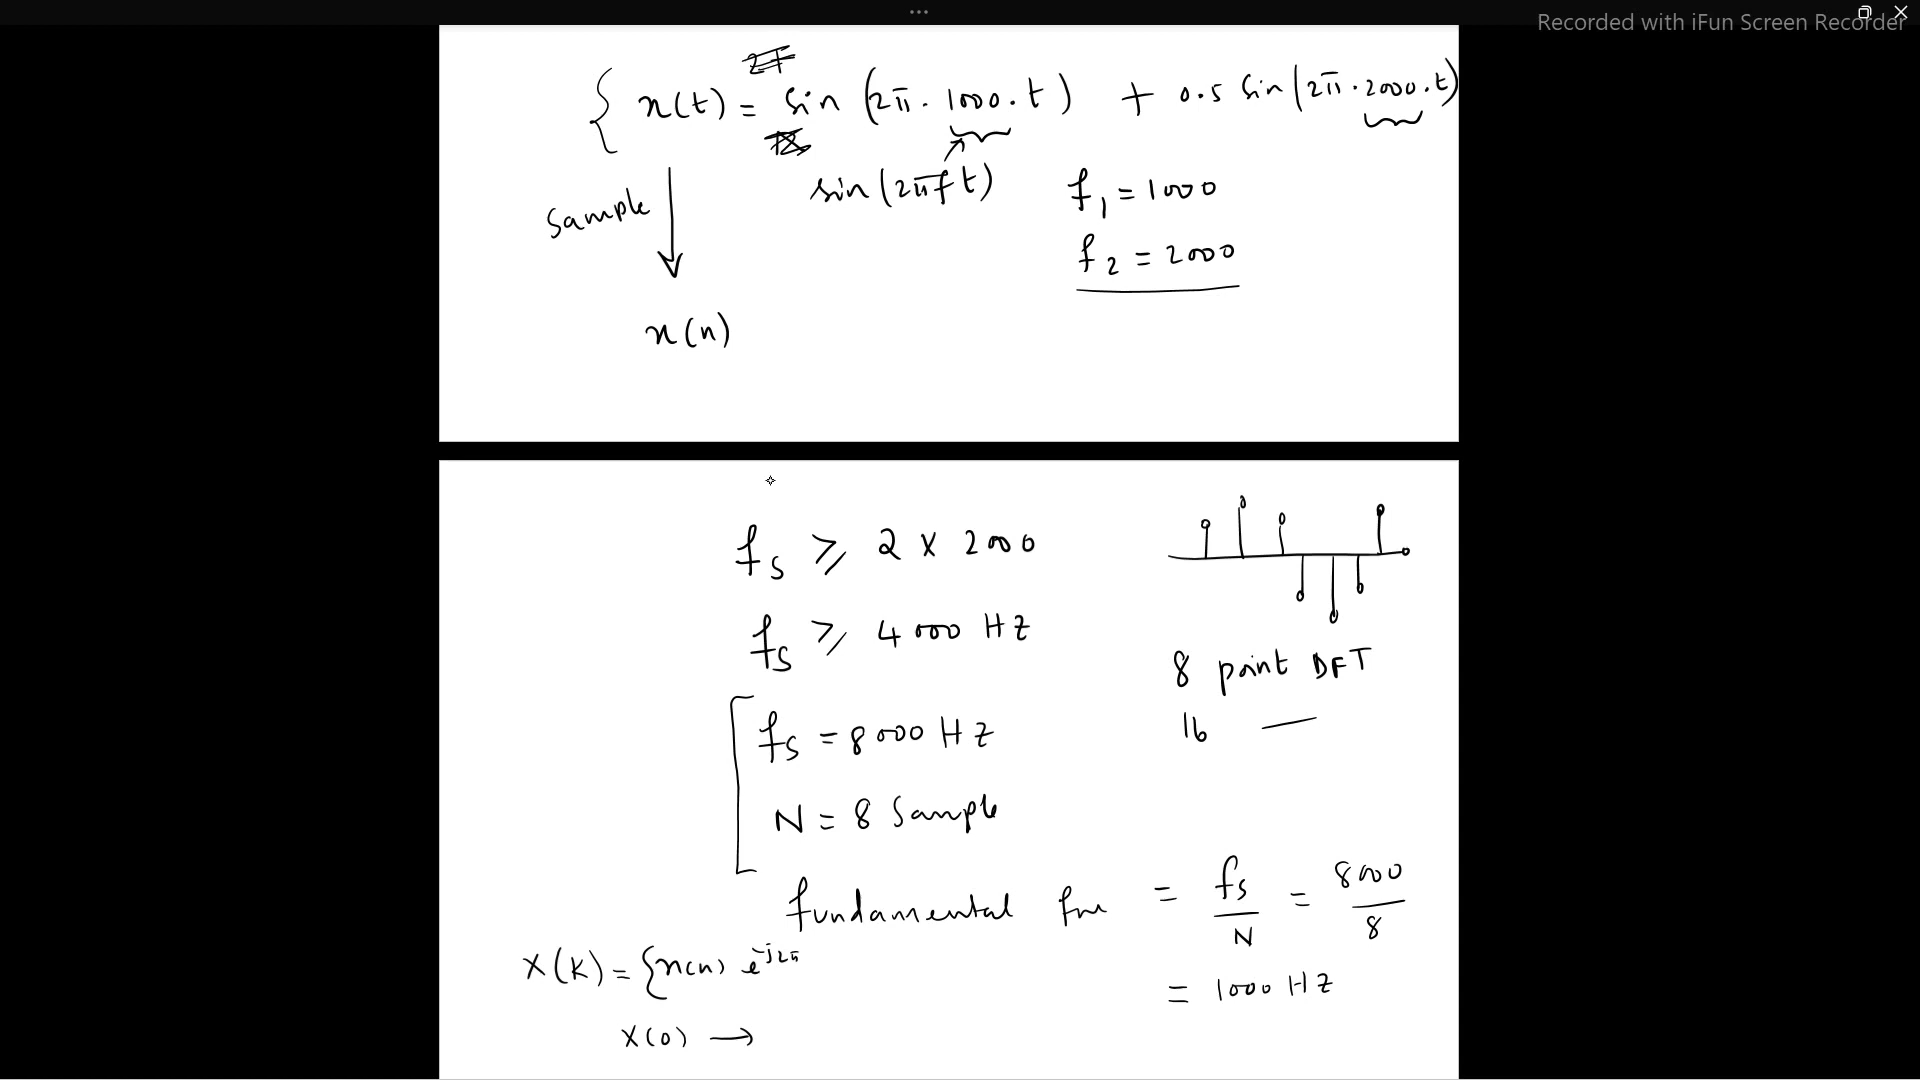 Recorded with iFun Screen Recorder
x(t) = sin (2π . 1000 . t) + 0.5 sin (2π . 2000 . t)
sin (2πft)
f₁ = 1000
Sample
f₂ = 2000
x(n)
fs ≥ 2 x 2000
fs ≥ 4000 Hz
8 point DFT
16 —
fs = 8000 Hz
N = 8 Sample
fundamental = fs/N = 8000/8
X(k) = { x(n) e^-j2π
= 1000 Hz
X(0) →